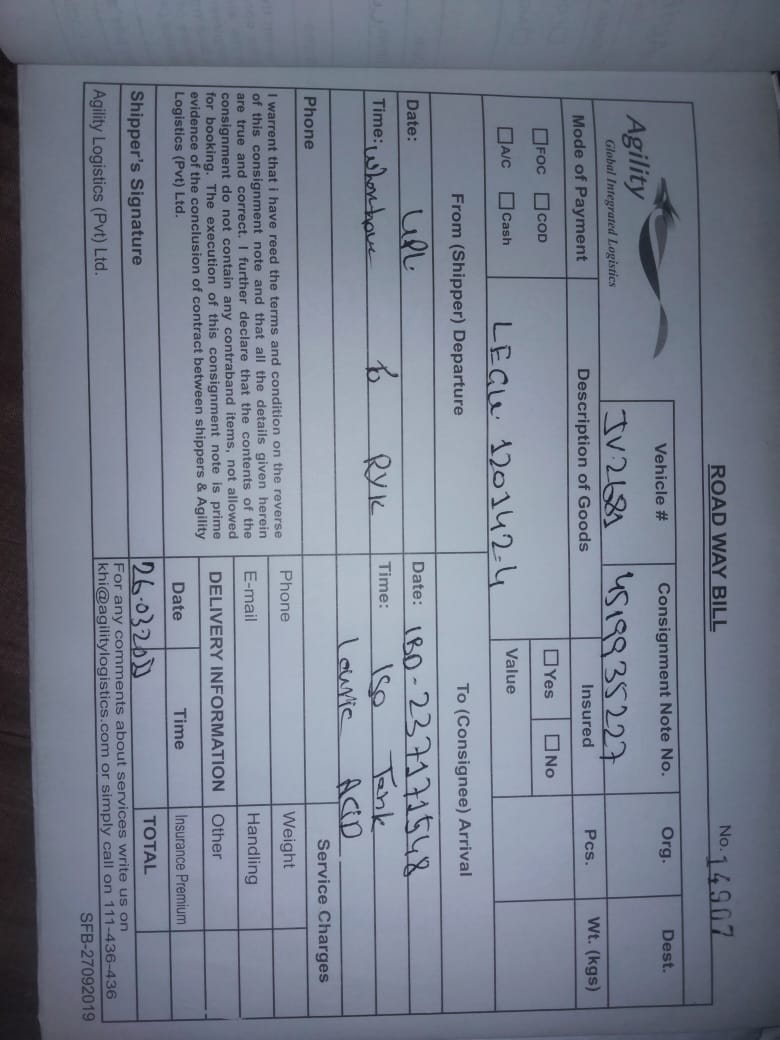 ROAD WAY BILL
No. 14907
Agility
Global Integrated Logistics
Vehicle #
JV.2681
Consignment Note No.
4519935227
Org.
Dest.
Mode of Payment
FOC COD
A/C Cash
Description of Goods
LEGU. 120142-4
Insured
Yes No
Value
Pcs.
Wt. (kgs)
From (Shipper) Departure
To (Consignee) Arrival
Date: UPL.
Date: IBD-237171548
Time: to RYK
Time: ISO Tank
Lauric ACID
Phone
Service Charges
I warrent that i have reed the terms and condition on the reverse
of this consignment note and that all the details given herein
are true and correct. I further declare that the contents of the
consignment do not contain any contraband items, not allowed
for booking. The execution of this consignment note is prime
evidence of the conclusion of contract between shippers & Agility
Logistics (Pvt) Ltd.
Phone
Weight
E-mail
Handling
DELIVERY INFORMATION
Other
Date
Time
Insurance Premium
Shipper's Signature
TOTAL
Agility Logistics (Pvt) Ltd.
For any comments about services write us on
khi@agilitylogistics.com or simply call on 111-436-436
SFB-27092019